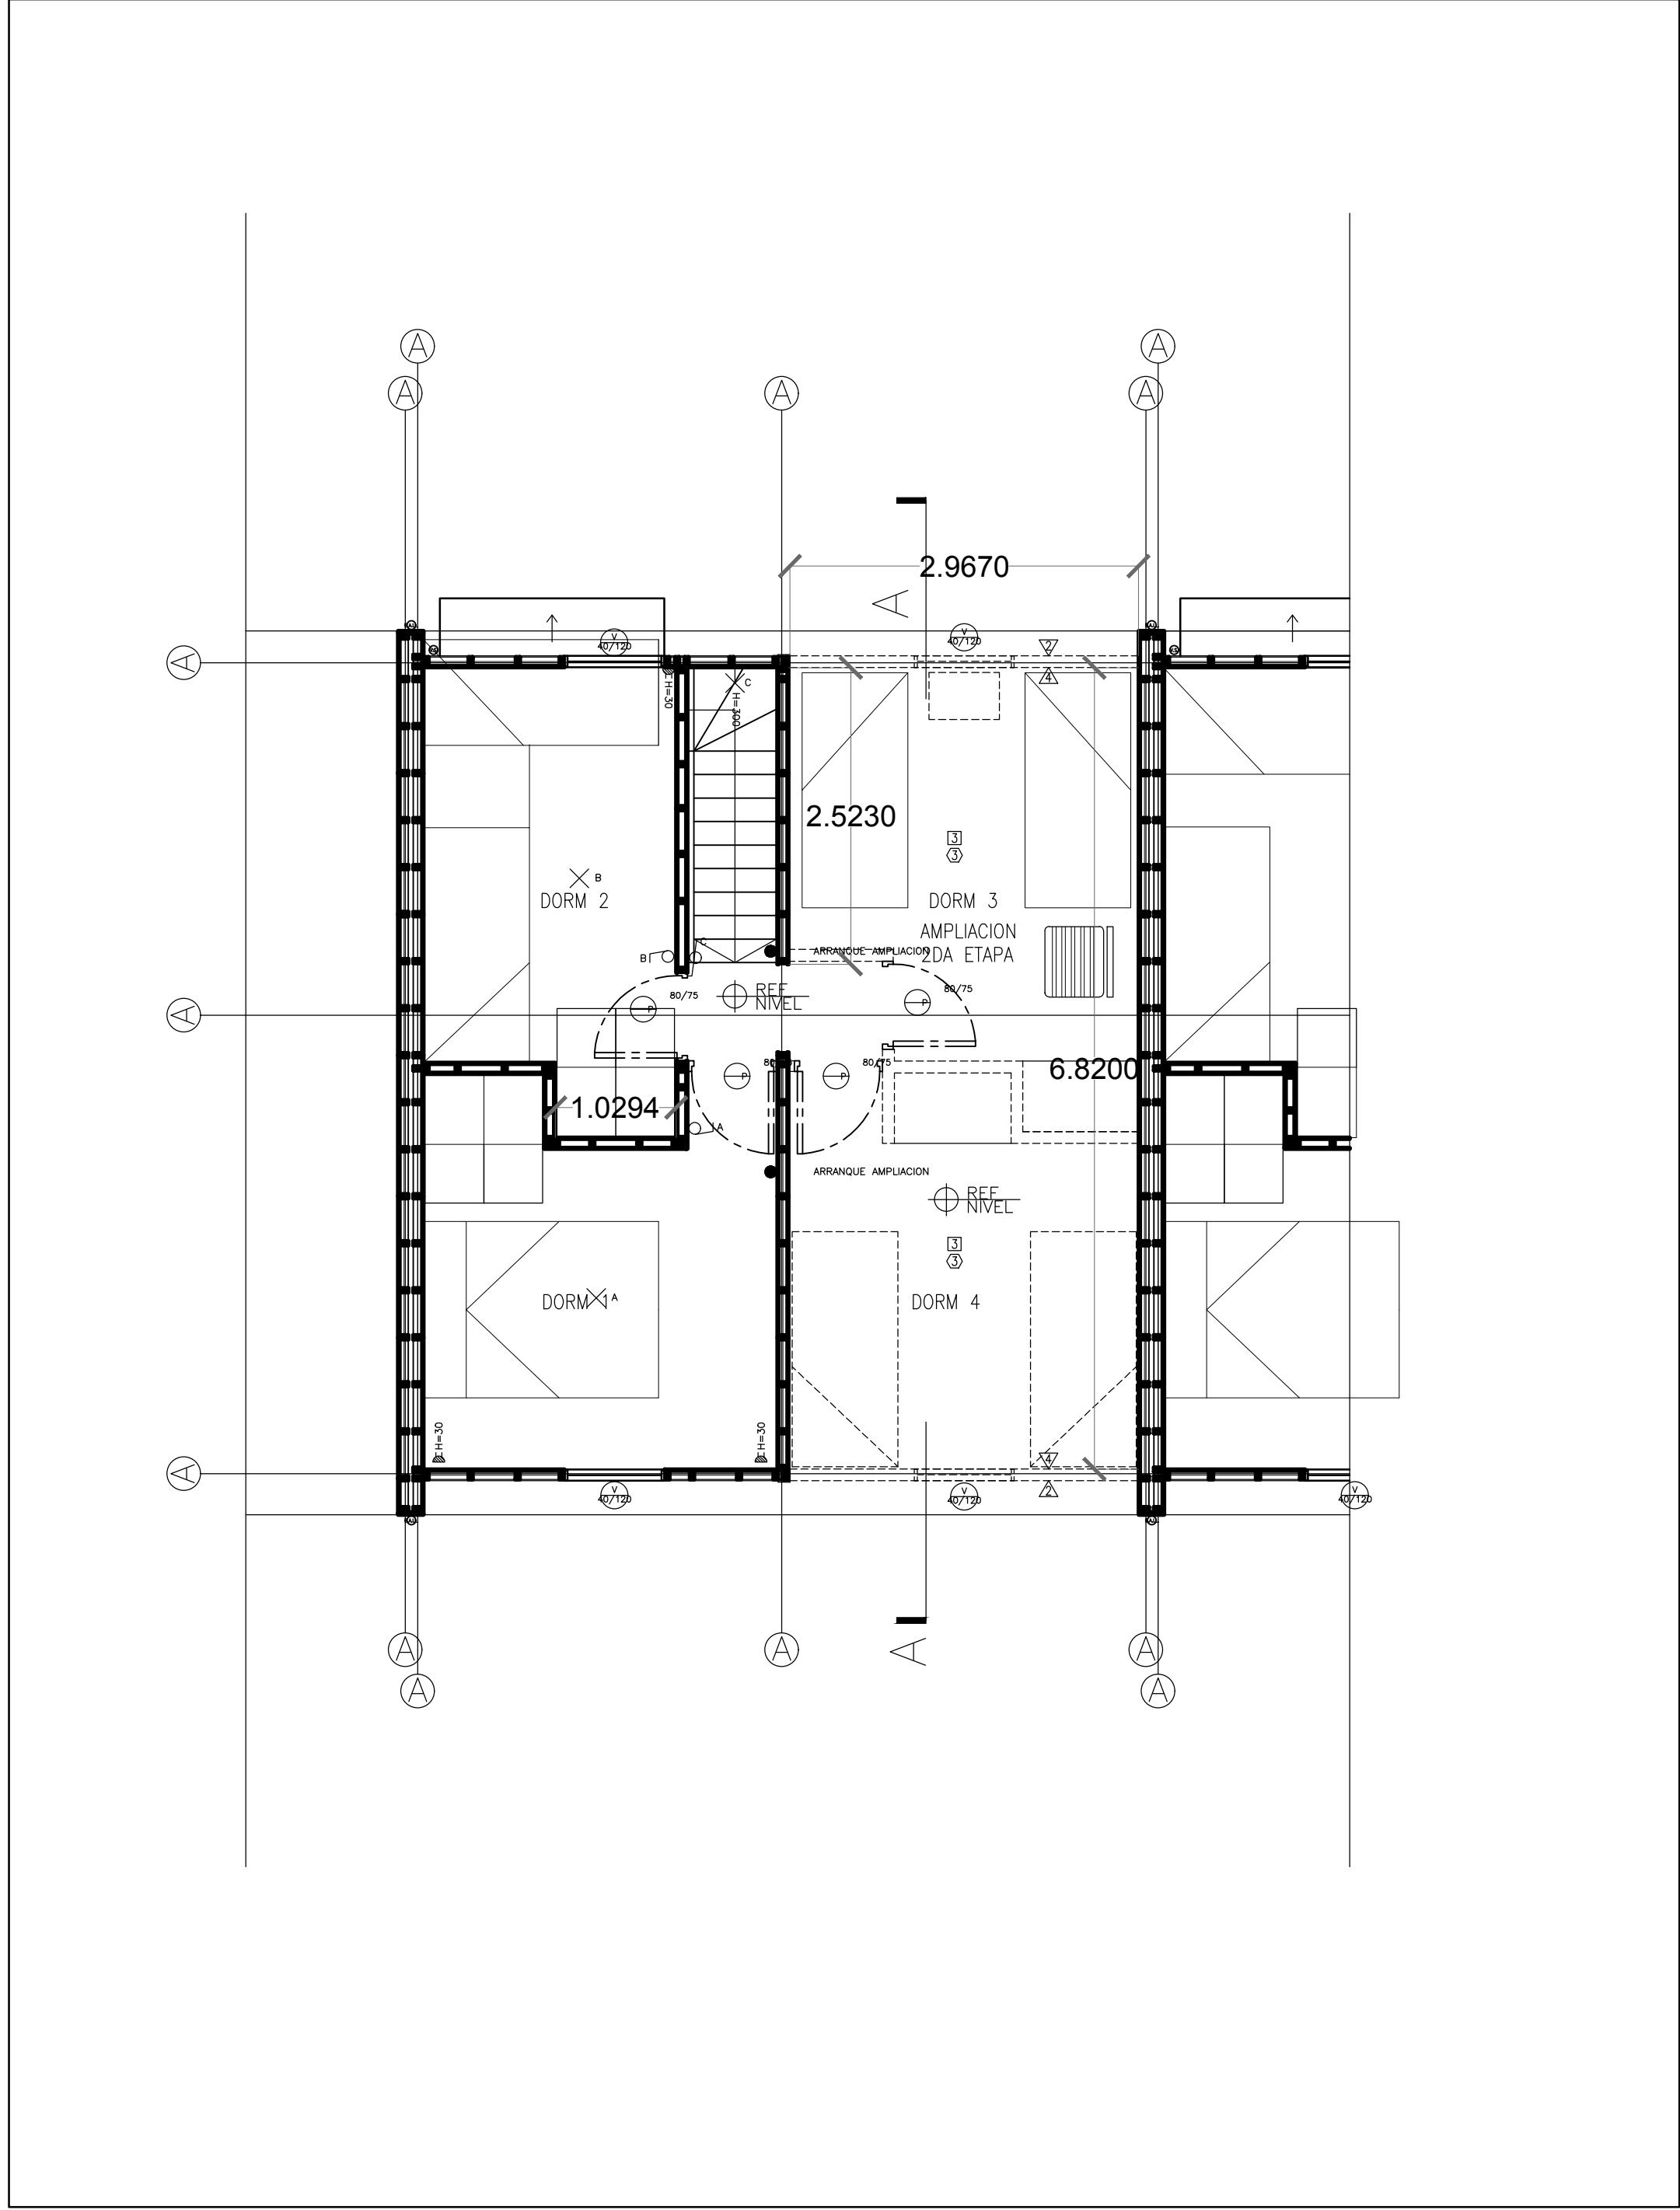 A
A
A
A
A
A
2.9670
A
V
40/120
V
40/120
2
4
H=30
C
H=300
2.5230
3
3
B
DORM 2
DORM 3
AMPLIACION
2DA ETAPA
ARRANQUE AMPLIACION
C
B
80/75
REF
NIVEL
80/75
P
P
A
80/75
6.8200
P
P
1.0294
A
ARRANQUE AMPLIACION
REF
NIVEL
3
3
DORM 1
A
DORM 4
H=30
H=30
4
2
A
V
40/120
V
40/120
V
40/120
A
A
A
A
A
A